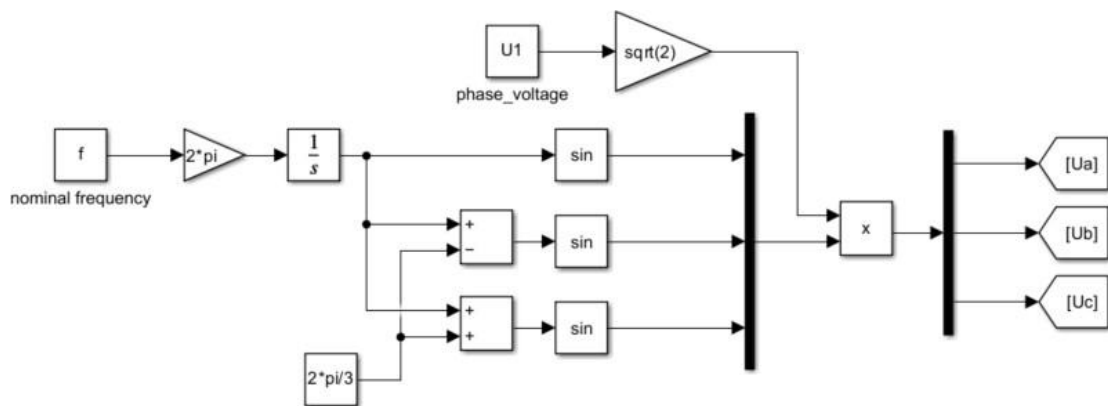 U1
sqrt(2)
phase_voltage
f
2*pi
1
s
sin
[Ua]
nominal frequency
+
−
sin
x
[Ub]
+
+
sin
[Uc]
2*pi/3